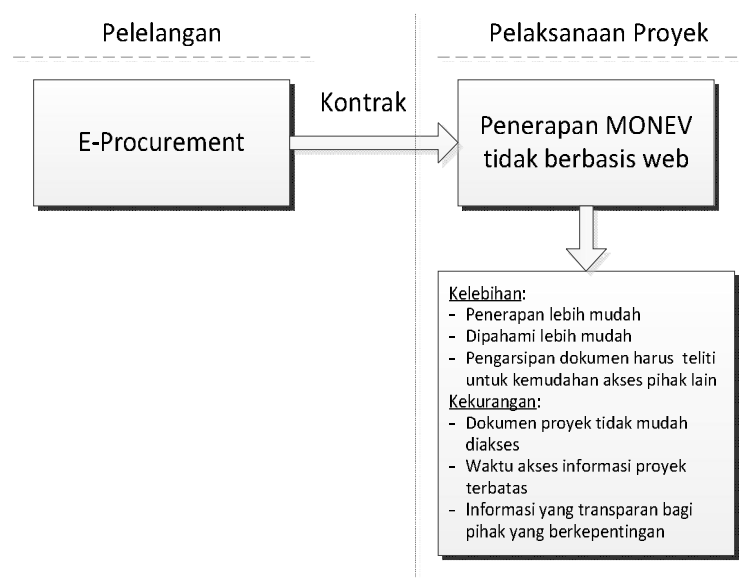 Pelelangan
Pelaksanaan Proyek
E-Procurement
Kontrak
Penerapan MONEV
tidak berbasis web
Kelebihan:
- Penerapan lebih mudah
- Dipahami lebih mudah
- Pengarsipan dokumen harus teliti
untuk kemudahan akses pihak lain
Kekurangan:
- Dokumen proyek tidak mudah
diakses
- Waktu akses informasi proyek
terbatas
- Informasi yang transparan bagi
pihak yang berkepentingan